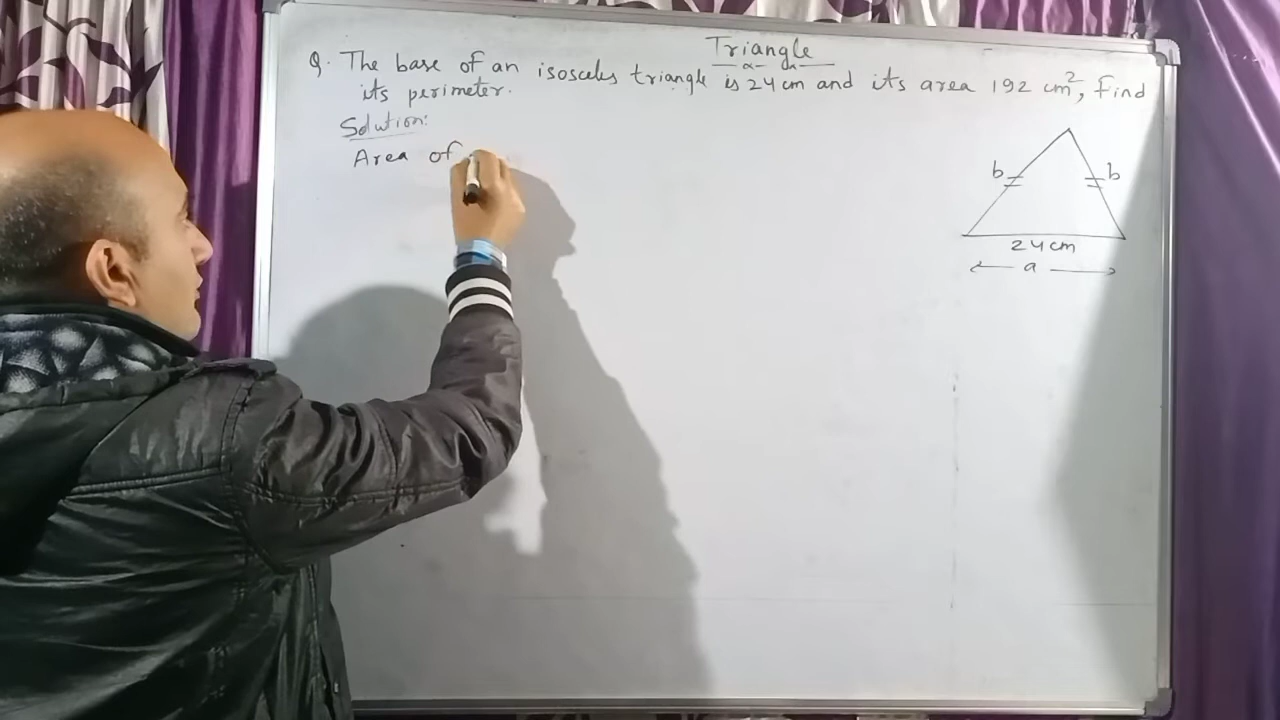 Triangle
Q. The base of an isosceles triangle is 24 cm and its area 192 cm², find
its perimeter.
Solution:
Area of
b
b
24 cm
a